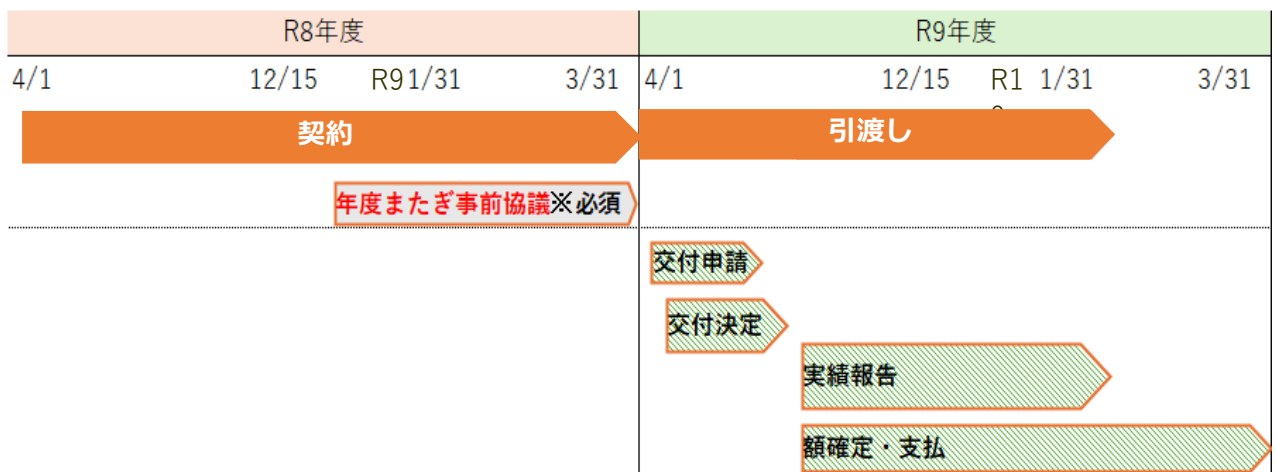 R8年度 R9年度
4/1 12/15 R9 1/31 3/31 4/1 12/15 R1 1/31 3/31
契約 引渡し
年度またぎ事前協議※必須
交付申請
交付決定
実績報告
額確定・支払